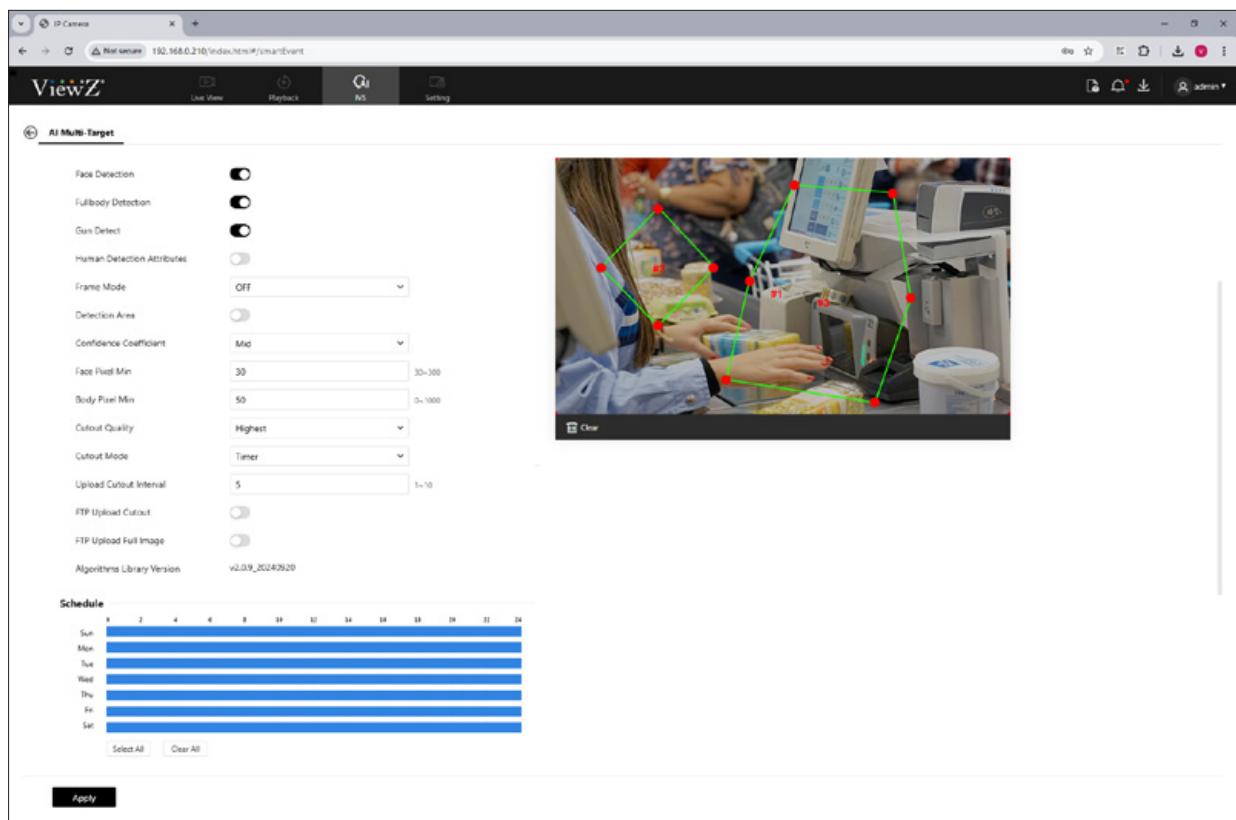 IP Camera
Not secure 192.168.0.210/index.html#/smartEvent
ViewZ
Live View Playback IVS Setting
admin
AI Multi-Target
Face Detection
Fullbody Detection
Gun Detect
Human Detection Attributes
Frame Mode OFF
Detection Area
Confidence Coefficient Mid
Face Pixel Min 30 30~300
Body Pixel Min 50 0~1000
Cutout Quality Highest
Cutout Mode Timer
Upload Cutout Interval 5 1~10
FTP Upload Cutout
FTP Upload Full Image
Algorithms Library Version v2.0.9_20240920
#2
#1
#3
Clear
Schedule
0 2 4 6 8 10 12 14 16 18 20 22 24
Sun
Mon
Tue
Wed
Thu
Fri
Sat
Select All Clear All
Apply